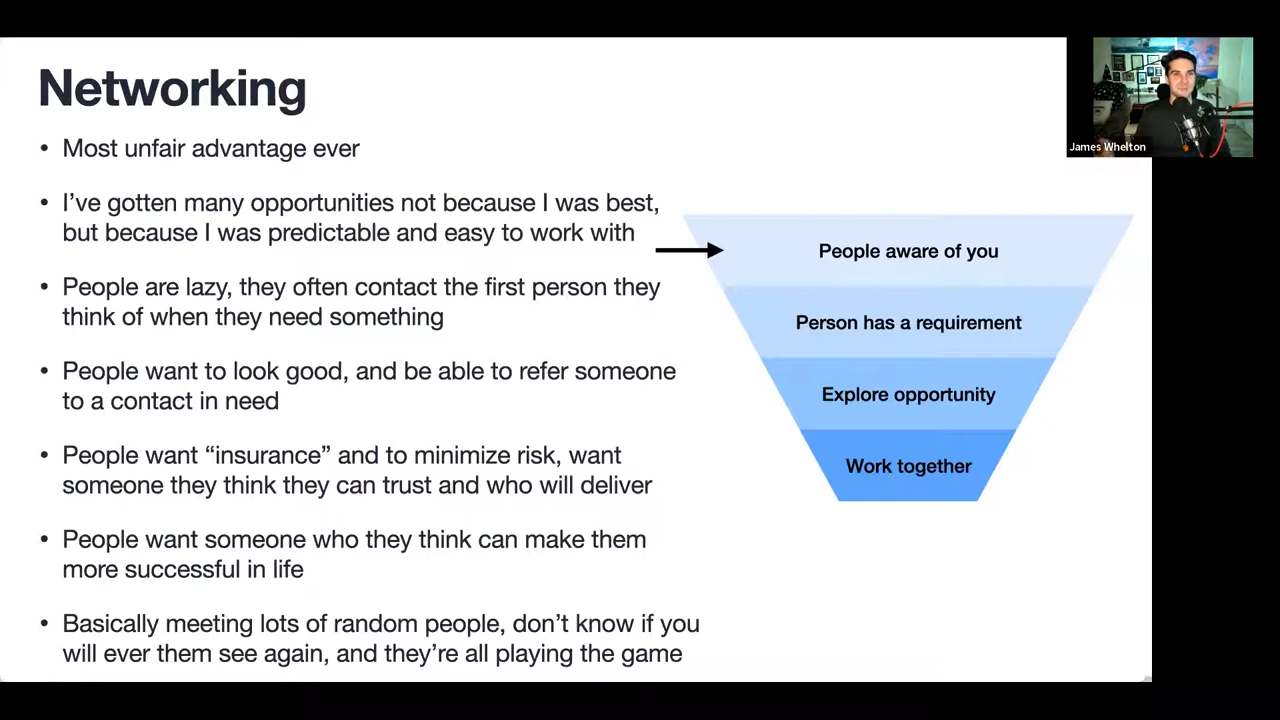 Networking
• Most unfair advantage ever
• I’ve gotten many opportunities not because I was best,
but because I was predictable and easy to work with
• People are lazy, they often contact the first person they
think of when they need something
• People want to look good, and be able to refer someone
to a contact in need
• People want “insurance” and to minimize risk, want
someone they think they can trust and who will deliver
• People want someone who they think can make them
more successful in life
• Basically meeting lots of random people, don’t know if you
will ever them see again, and they’re all playing the game
People aware of you
Person has a requirement
Explore opportunity
Work together
James Whelton